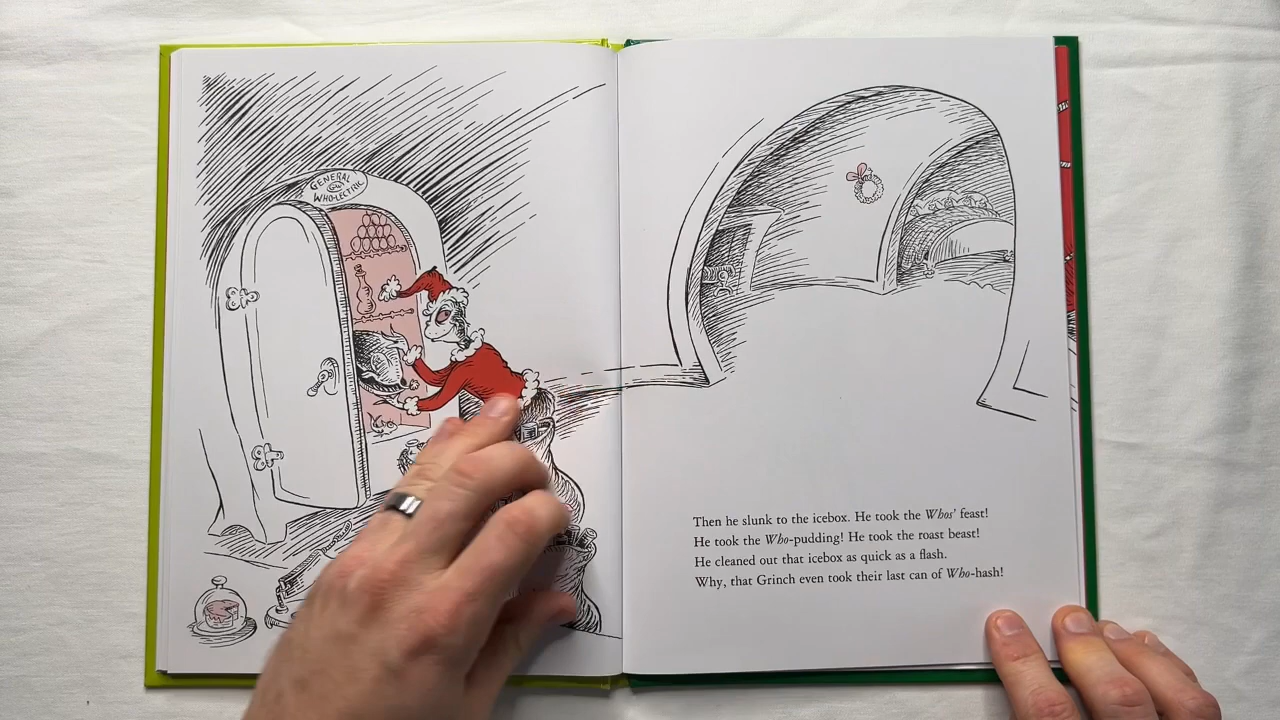 GENERAL
GW
WHO-LECTRIC
Then he slunk to the icebox. He took the Whos' feast!
He took the Who-pudding! He took the roast beast!
He cleaned out that icebox as quick as a flash.
Why, that Grinch even took their last can of Who-hash!